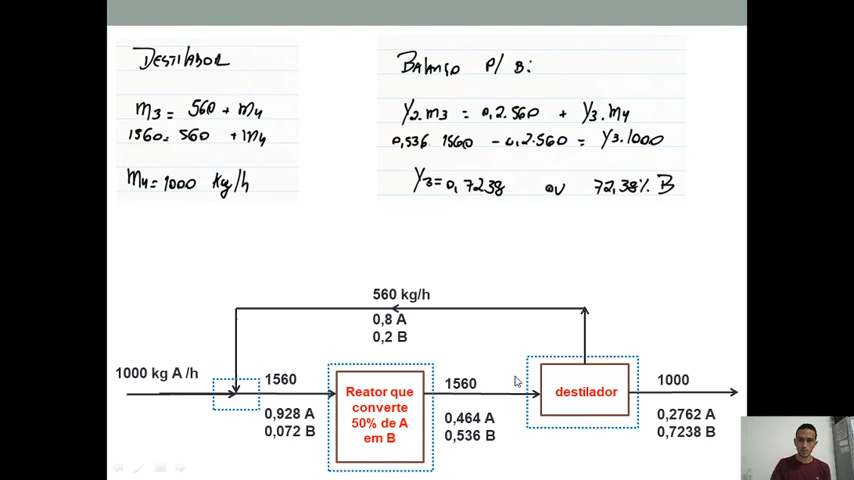 DESTILADOR
m3 = 560 + m4
1560 = 560 + m4
m4 = 1000 Kg/h
BALANÇO P/ B:
Y2.m3 = 0,2.560 + Y3.m4
0,536.1560 - 0,2.560 = Y3.1000
Y3 = 0,7238 ou 72,38% B
560 kg/h
0,8 A
0,2 B
1000 kg A /h
1560
0,928 A
0,072 B
Reator que
converte
50% de A
em B
1560
0,464 A
0,536 B
destilador
1000
0,2762 A
0,7238 B